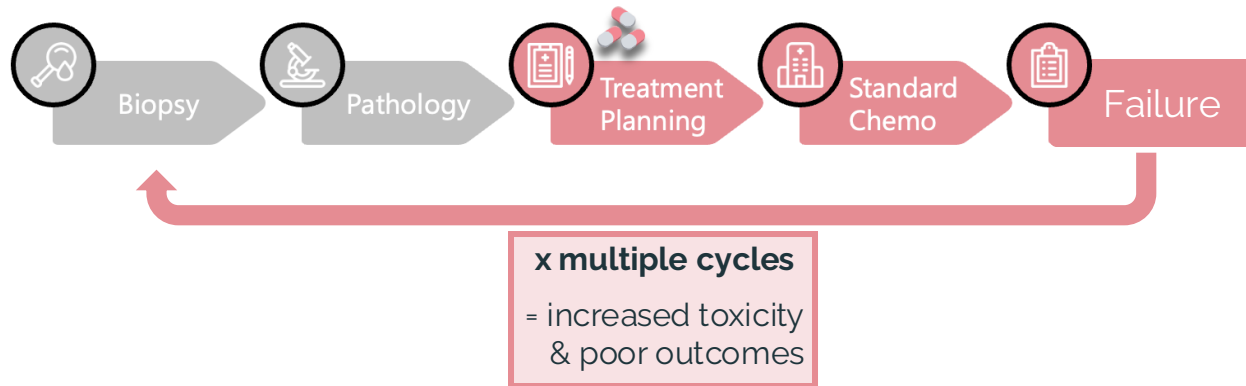 Biopsy
Pathology
Treatment
Planning
Standard
Chemo
Failure
x multiple cycles
= increased toxicity
& poor outcomes